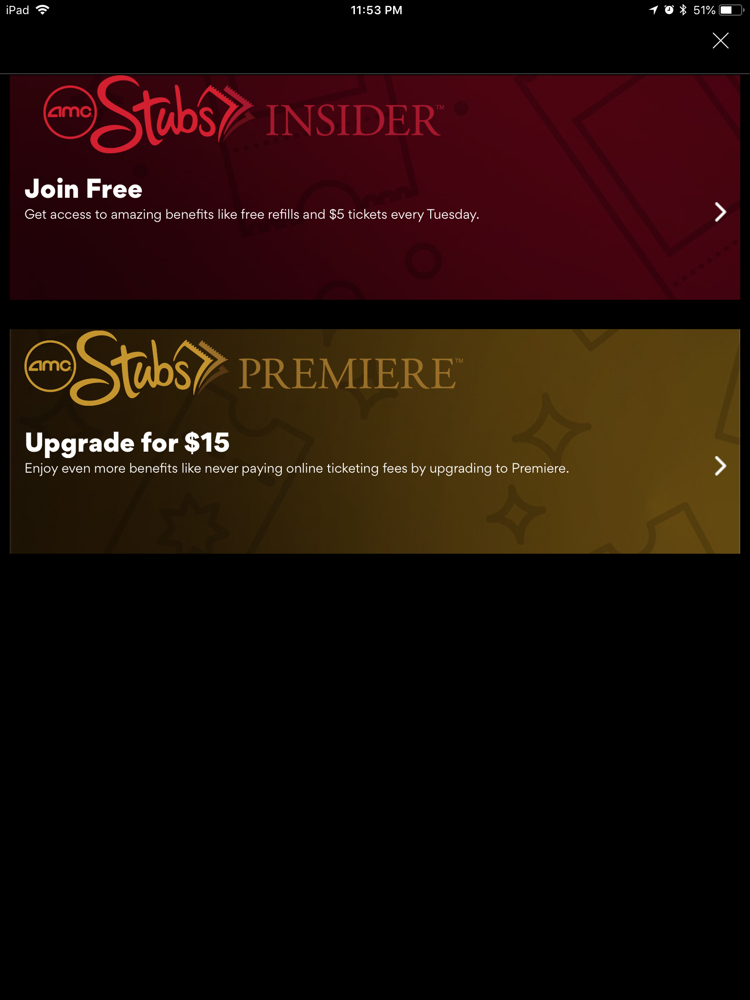 iPad 11:53 PM 51%
amc Stubs INSIDER™
Join Free
Get access to amazing benefits like free refills and $5 tickets every Tuesday.
amc Stubs PREMIERE™
Upgrade for $15
Enjoy even more benefits like never paying online ticketing fees by upgrading to Premiere.